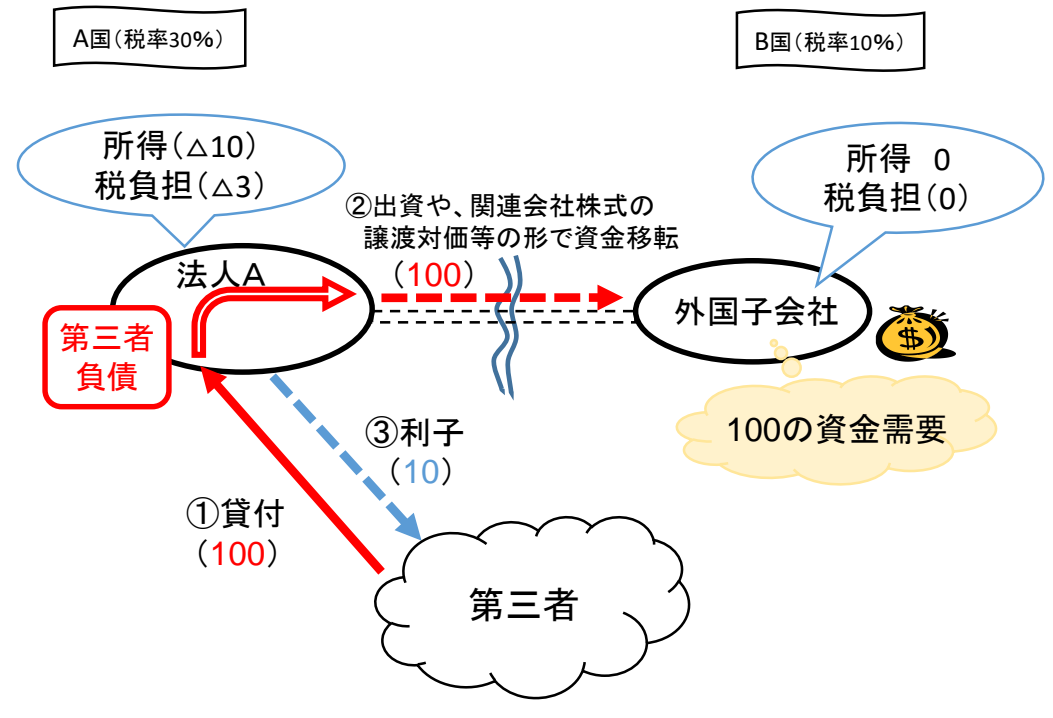 A国(税率30%)
B国(税率10%)
所得(△10)
税負担(△3)
所得 0
税負担(0)
②出資や、関連会社株式の
譲渡対価等の形で資金移転
(100)
法人A
外国子会社
第三者
負債
$
100の資金需要
③利子
(10)
①貸付
(100)
第三者